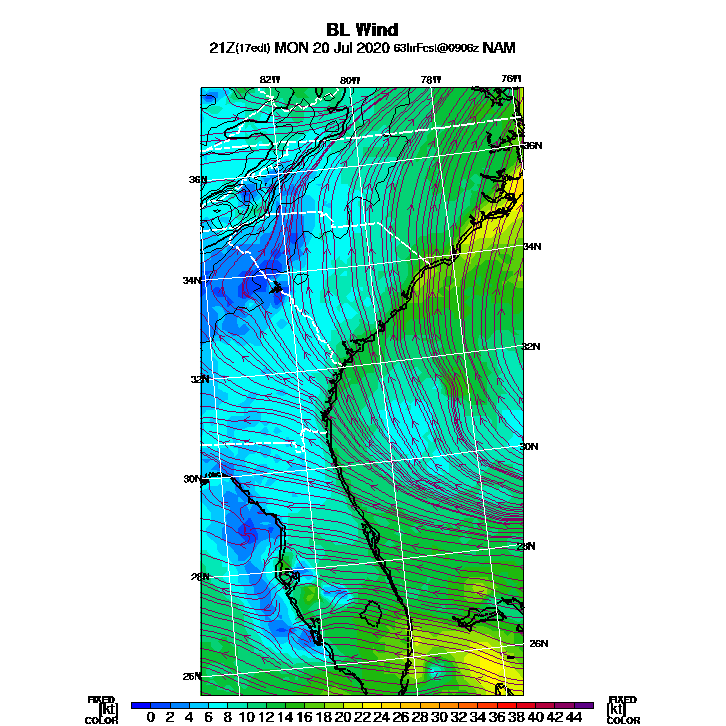 BL Wind
21Z(17edt) MON 20 Jul 2020 63hrFcst@0906z NAM
82W 80W 78W 76W
36N
36N
34N
34N
32N
32N
30N
30N
28N
28N
26N
26N
FIXED FIXED
[kt] 0 2 4 6 8 10 12 14 16 18 20 22 24 26 28 30 32 34 36 38 40 42 44 [kt]
COLOR COLOR